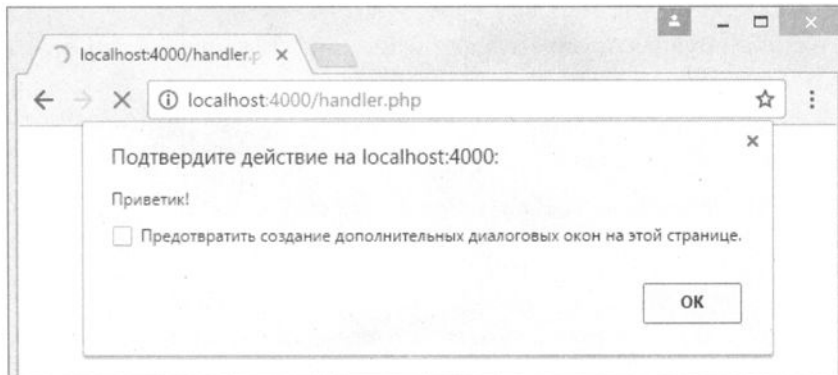 localhost:4000/handler.p
localhost:4000/handler.php
Подтвердите действие на localhost:4000:
Приветик!
Предотвратить создание дополнительных диалоговых окон на этой странице.
ОК